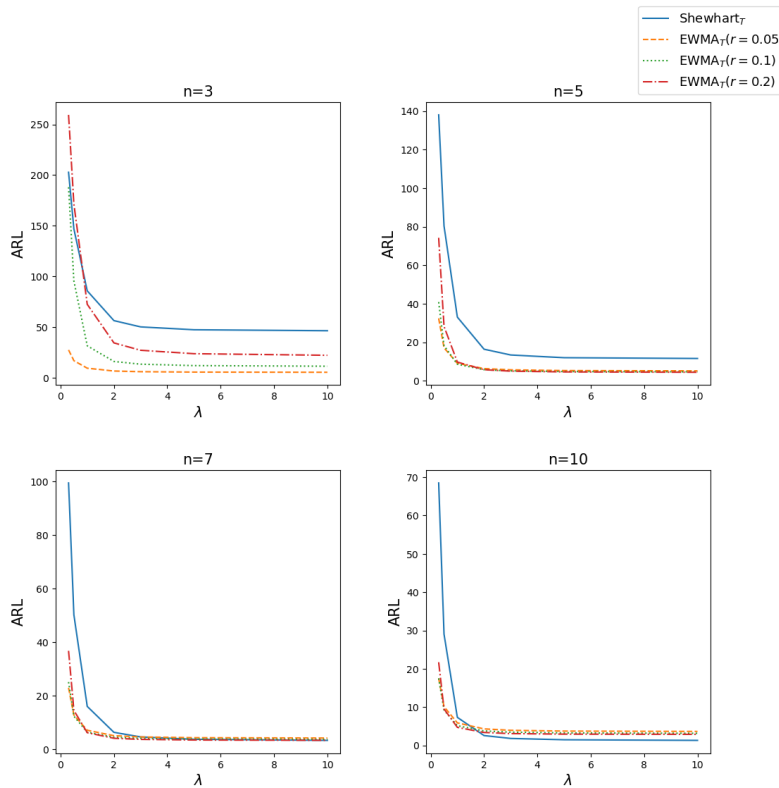 Shewhart_T
EWMA_T(r = 0.05
EWMA_T(r = 0.1)
EWMA_T(r = 0.2)
n=3
ARL
250
200
150
100
50
0
0 2 4 6 8 10
λ
n=5
ARL
140
120
100
80
60
40
20
0
0 2 4 6 8 10
λ
n=7
ARL
100
80
60
40
20
0
0 2 4 6 8 10
λ
n=10
ARL
70
60
50
40
30
20
10
0
0 2 4 6 8 10
λ